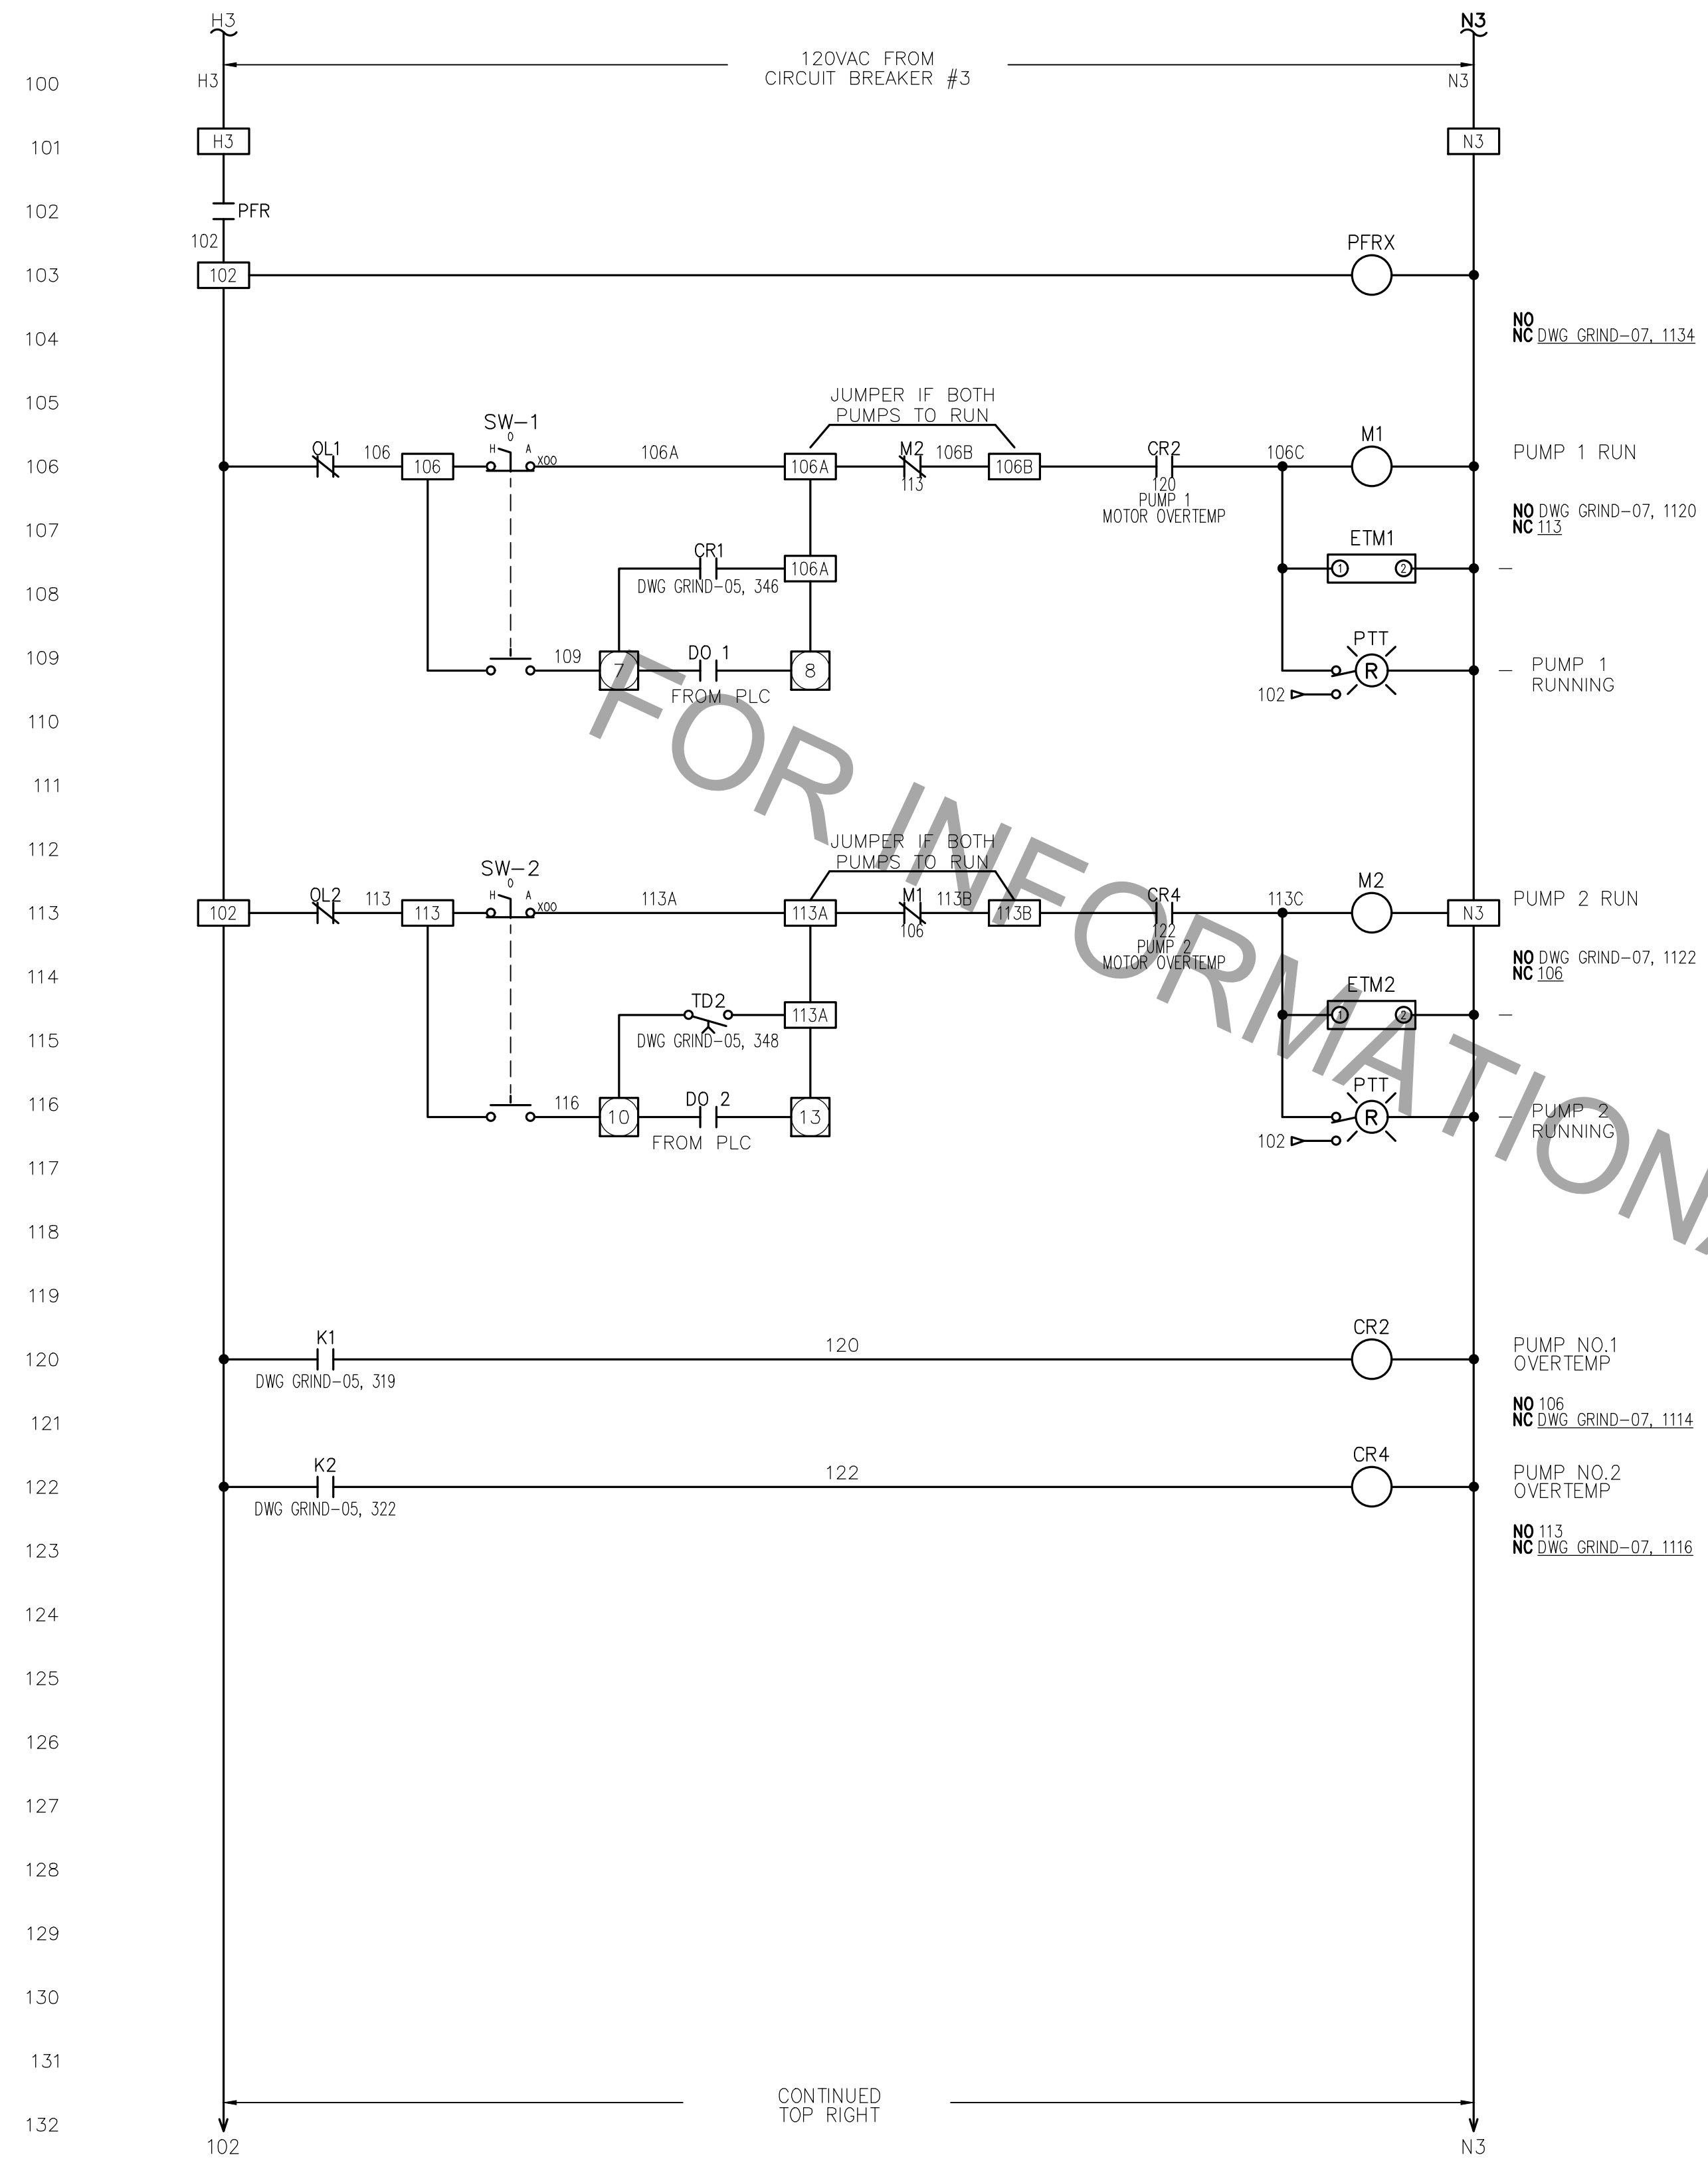 H3
N3
120VAC FROM
CIRCUIT BREAKER #3
100
H3
N3
101
H3
N3
102
PFR
102
103
102
PFRX
104
NO
NC DWG GRIND-07, 1134
105
JUMPER IF BOTH
PUMPS TO RUN
SW-1
O
H A
X00
106
OL1
106
106
106A
106A
M2
113
106B
106B
CR2
120
PUMP 1
MOTOR OVERTEMP
106C
M1
PUMP 1 RUN
107
NO DWG GRIND-07, 1120
NC 113
CR1
DWG GRIND-05, 346
106A
ETM1
1 2
–
108
109
109
7
DO 1
FROM PLC
8
PTT
R
102
– PUMP 1
RUNNING
110
111
112
JUMPER IF BOTH
PUMPS TO RUN
SW-2
O
H A
X00
113
102
OL2
113
113
113A
113A
M1
106
113B
113B
CR4
122
PUMP 2
MOTOR OVERTEMP
113C
M2
N3
PUMP 2 RUN
114
NO DWG GRIND-07, 1122
NC 106
TD2
DWG GRIND-05, 348
113A
ETM2
1 2
–
115
116
116
10
DO 2
FROM PLC
13
PTT
R
102
– PUMP 2
RUNNING
117
118
119
120
K1
DWG GRIND-05, 319
120
CR2
PUMP NO.1
OVERTEMP
121
NO 106
NC DWG GRIND-07, 1114
122
K2
DWG GRIND-05, 322
122
CR4
PUMP NO.2
OVERTEMP
123
NO 113
NC DWG GRIND-07, 1116
124
125
126
127
128
129
130
131
132
CONTINUED
TOP RIGHT
102
N3
FOR INFORMATIONA